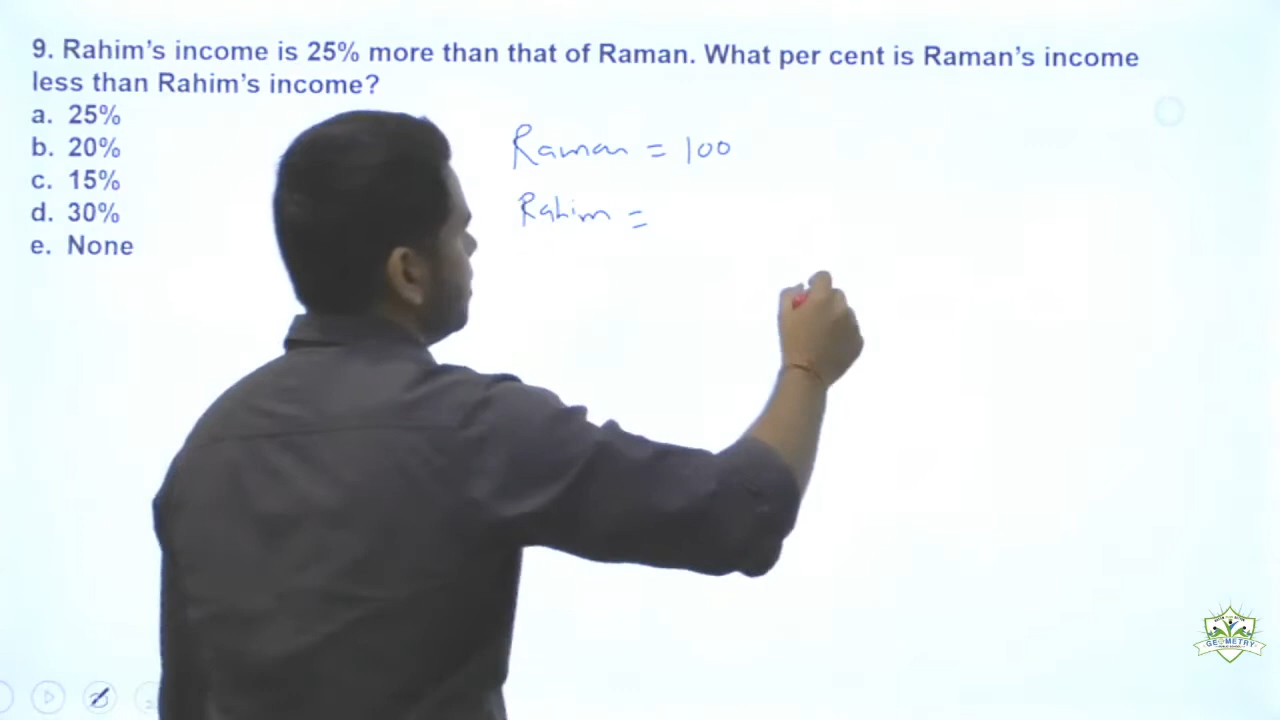 9. Rahim’s income is 25% more than that of Raman. What per cent is Raman’s income
less than Rahim’s income?
a. 25%
b. 20%
c. 15%
d. 30%
e. None
Raman = 100
Rahim =
GEOMETRY